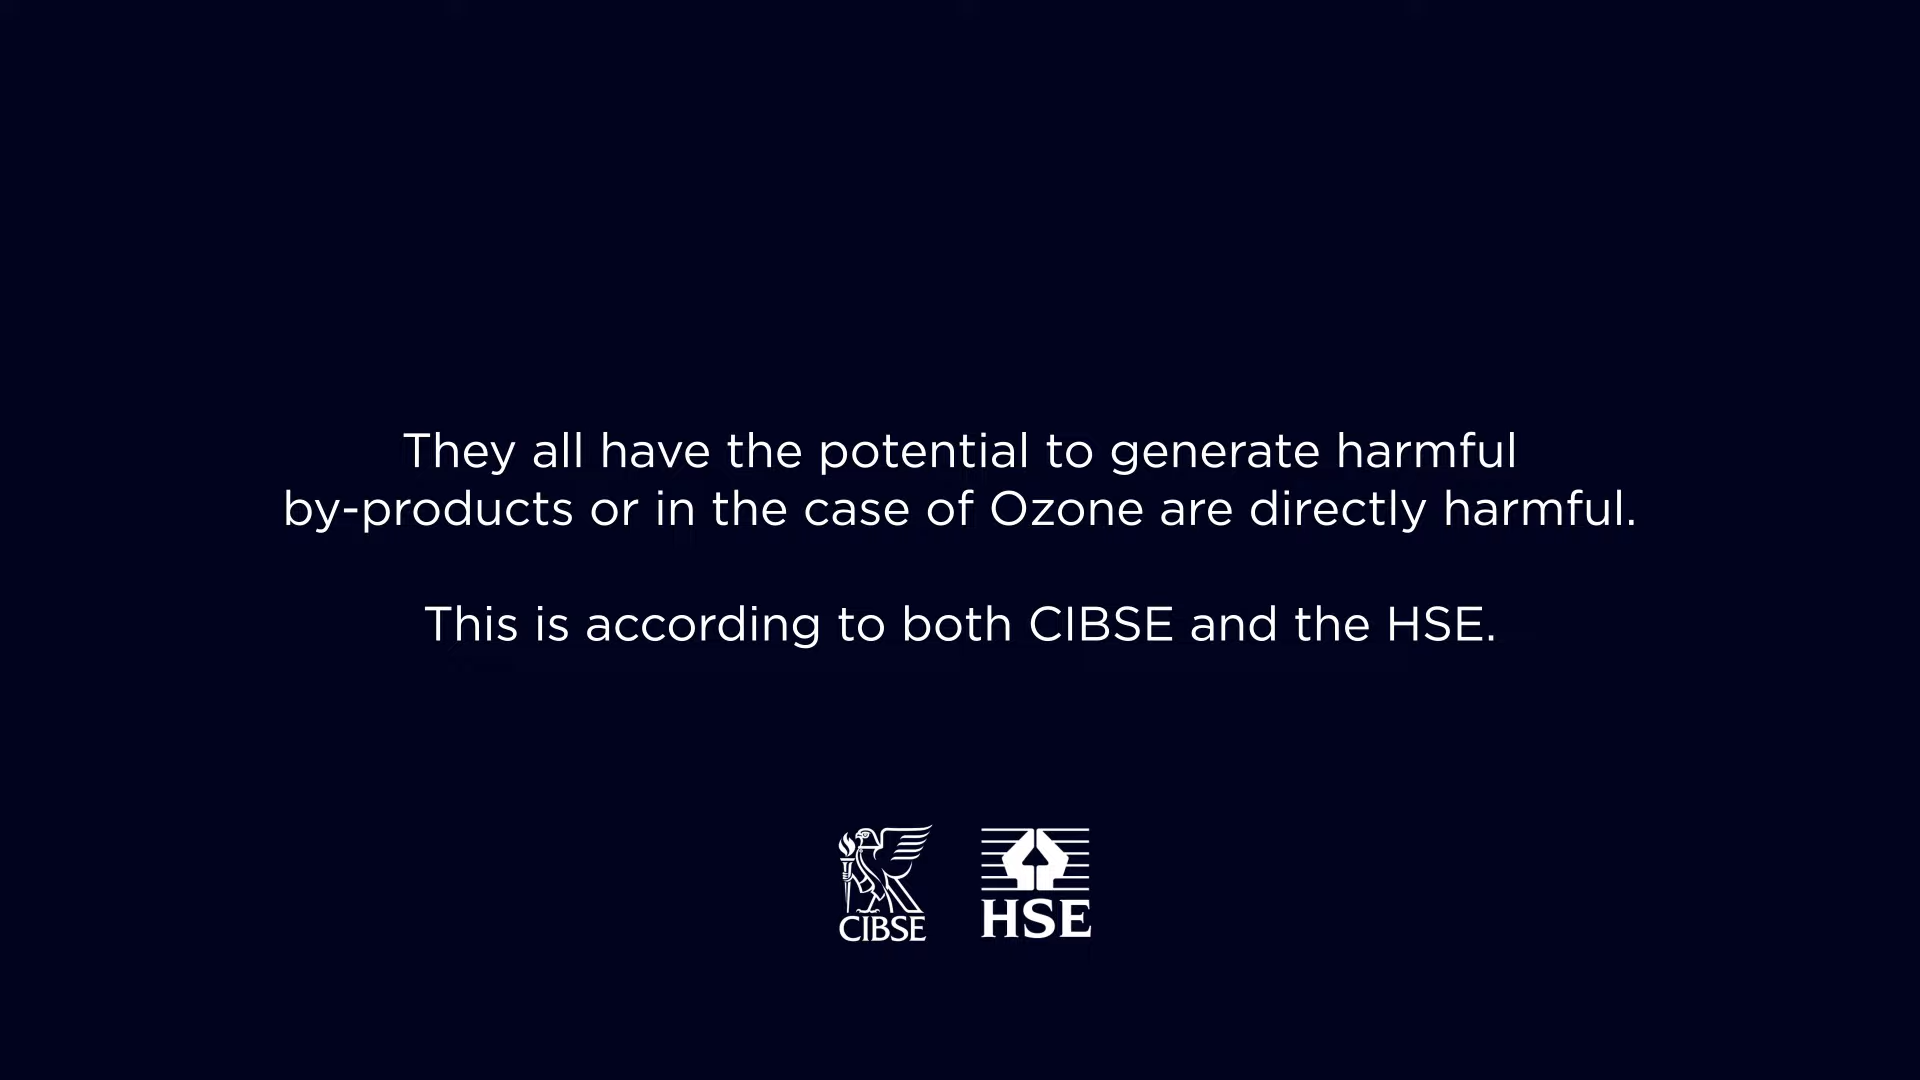 They all have the potential to generate harmful
by-products or in the case of Ozone are directly harmful.
This is according to both CIBSE and the HSE.
CIBSE
HSE